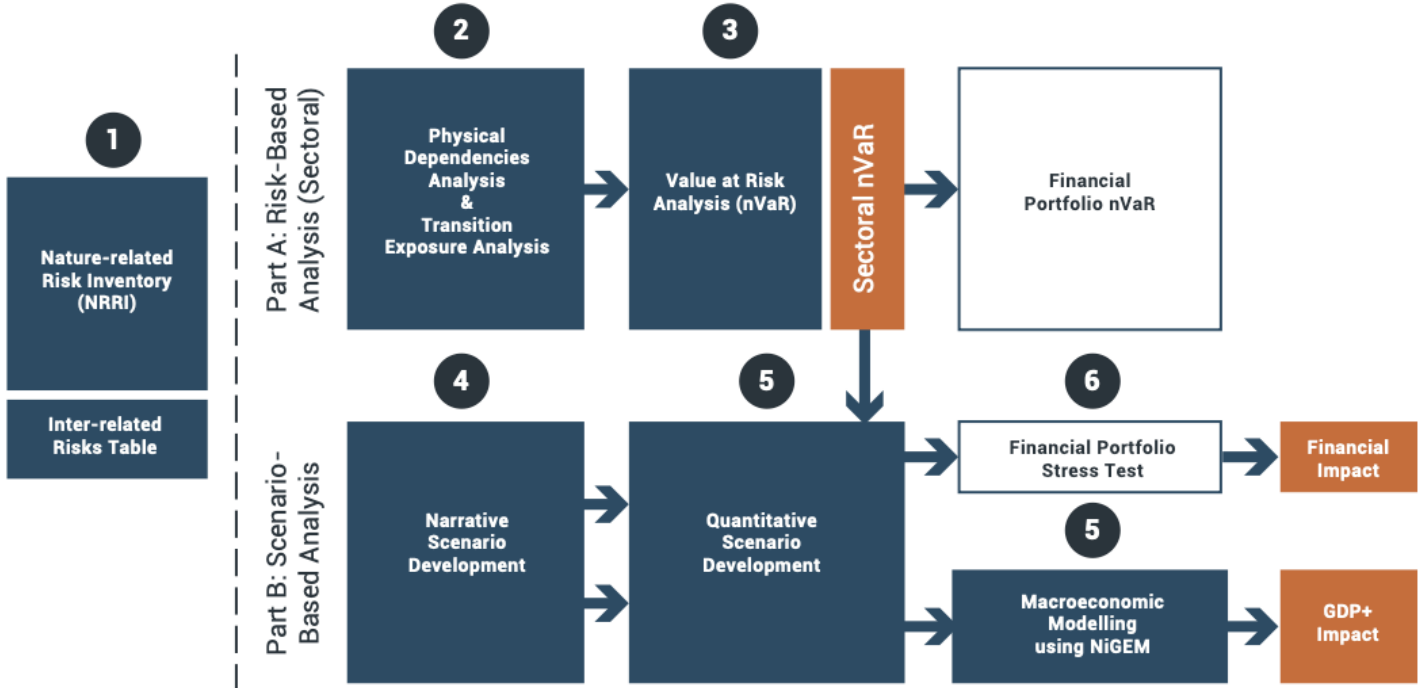 1
Nature-related
Risk Inventory
(NRRI)
Inter-related
Risks Table
Part A: Risk-Based
Analysis (Sectoral)
2
Physical
Dependencies
Analysis
&
Transition
Exposure Analysis
3
Value at Risk
Analysis (nVaR)
Sectoral nVaR
Financial
Portfolio nVaR
Part B: Scenario-
Based Analysis
4
Narrative
Scenario
Development
5
Quantitative
Scenario
Development
6
Financial Portfolio
Stress Test
Financial
Impact
5
Macroeconomic
Modelling
using NiGEM
GDP+
Impact